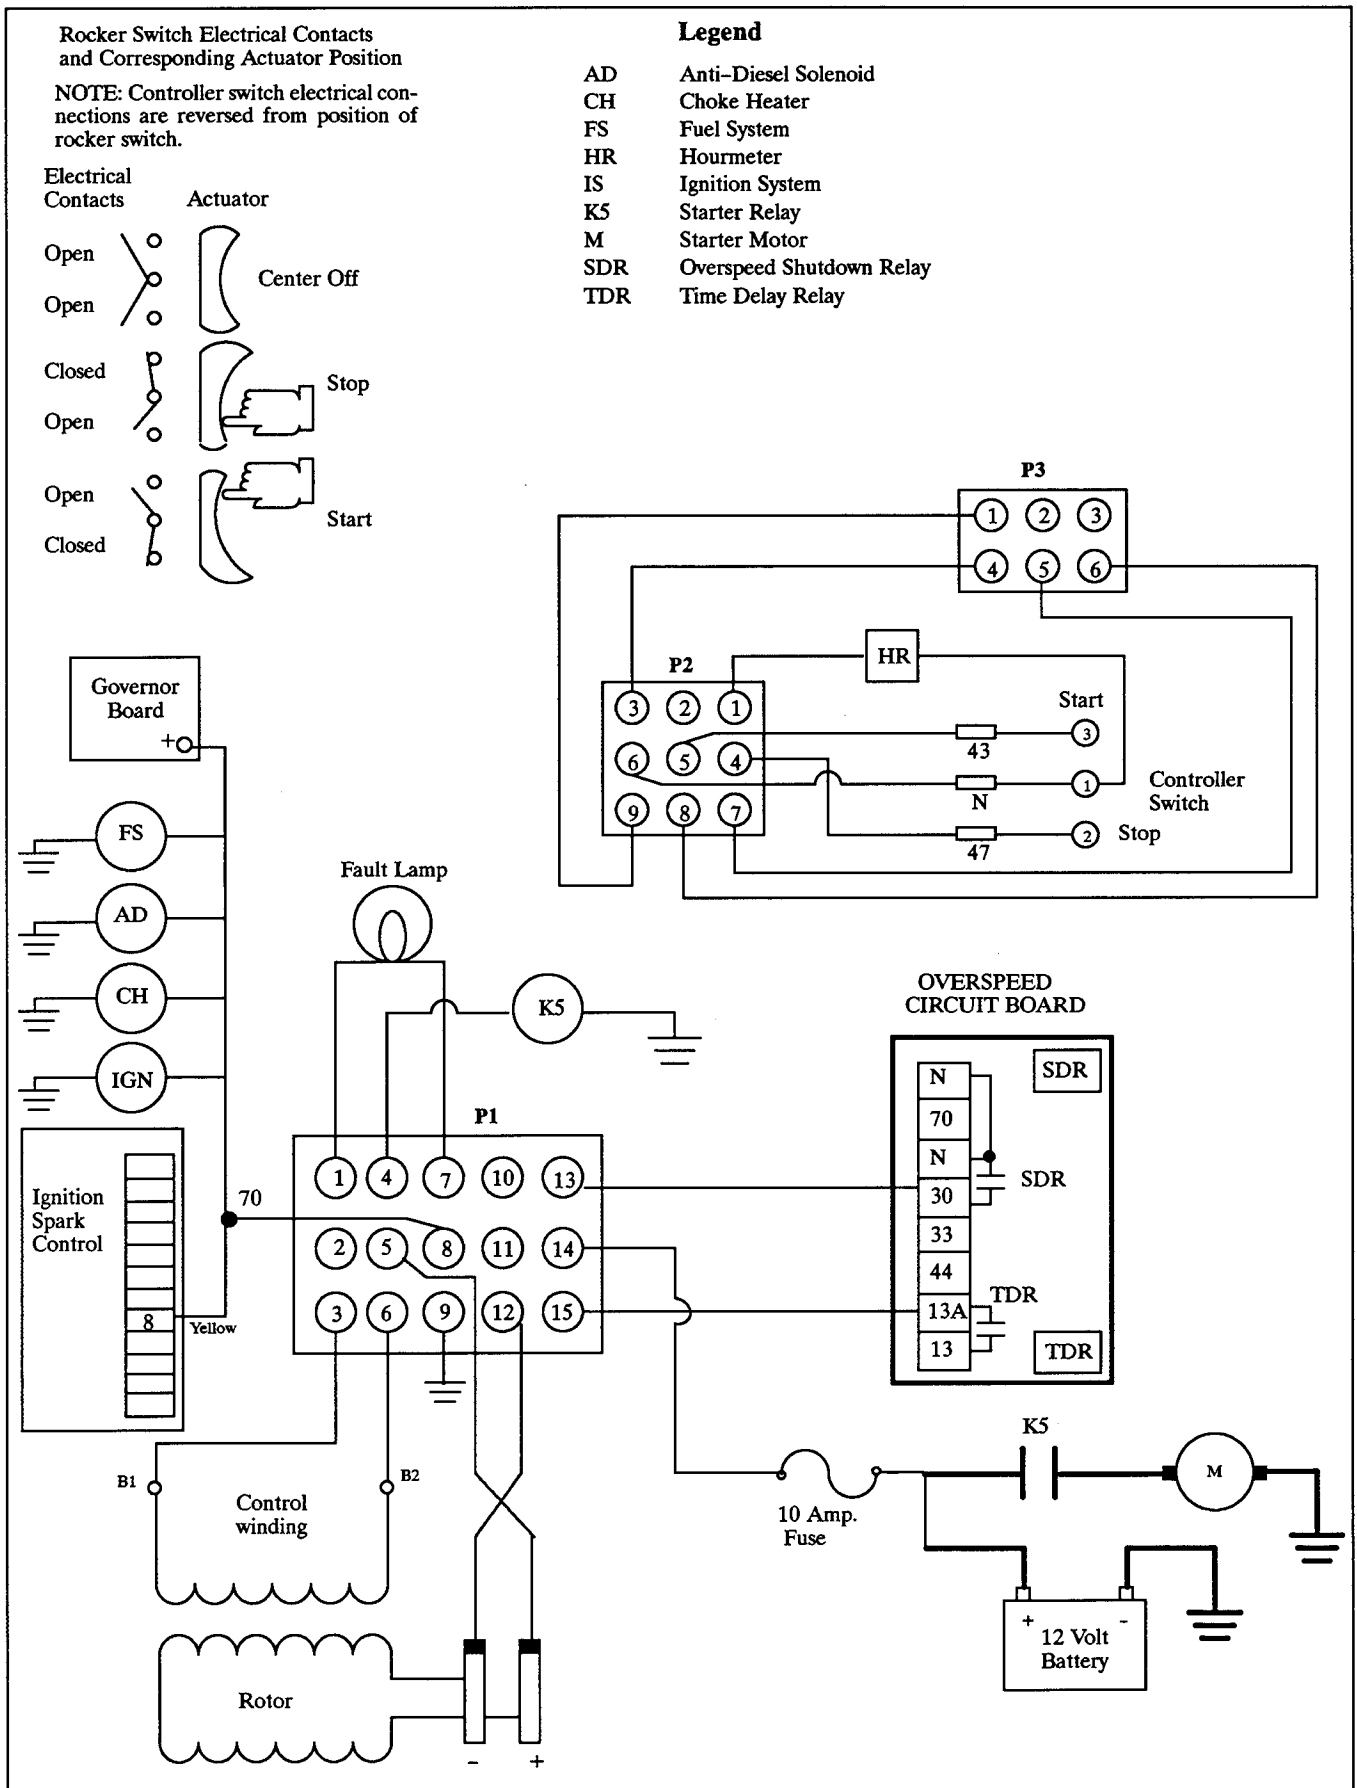 Rocker Switch Electrical Contacts
and Corresponding Actuator Position
NOTE: Controller switch electrical con-
nections are reversed from position of
rocker switch.
Electrical
Contacts
Actuator
Open
Open
Center Off
Closed
Open
Stop
Open
Closed
Start
Legend
AD Anti-Diesel Solenoid
CH Choke Heater
FS Fuel System
HR Hourmeter
IS Ignition System
K5 Starter Relay
M Starter Motor
SDR Overspeed Shutdown Relay
TDR Time Delay Relay
P3
1 2 3
4 5 6
HR
P2
3 2 1
6 5 4
9 8 7
Start
3
43
1
N
Controller
Switch
2
Stop
47
Governor
Board
+
FS
AD
CH
IGN
Fault Lamp
K5
Ignition
Spark
Control
8
Yellow
70
P1
1 4 7 10 13
2 5 8 11 14
3 6 9 12 15
OVERSPEED
CIRCUIT BOARD
N
70
N
30
33
44
13A
13
SDR
SDR
TDR
TDR
B1
B2
Control
winding
Rotor
- +
10 Amp.
Fuse
K5
M
+ -
12 Volt
Battery